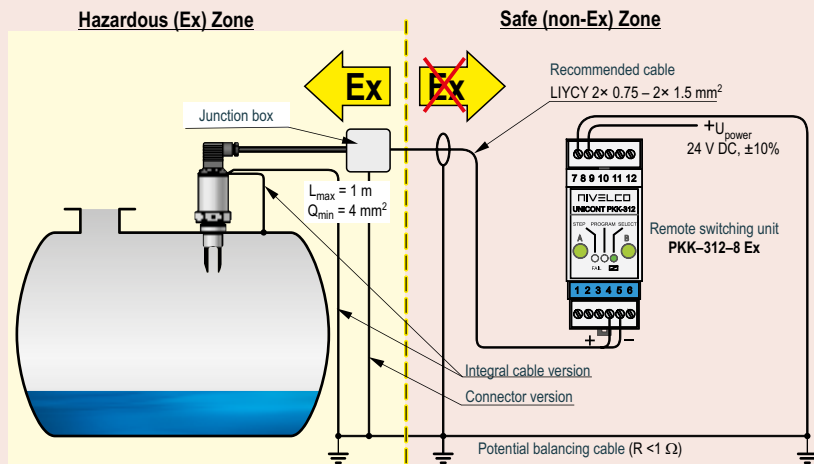 Hazardous (Ex) Zone
Safe (non-Ex) Zone
Ex
Ex
Recommended cable
LIYCY 2× 0.75 – 2× 1.5 mm²
Junction box
+U power
24 V DC, ±10%
7 8 9 10 11 12
NIVELCO
UNICONT PKK-312
STEP PROGRAM SELECT
A
B
FAIL
Remote switching unit
PKK–312–8 Ex
Lmax = 1 m
Qmin = 4 mm²
1 2 3 4 5 6
+ –
Integral cable version
Connector version
Potential balancing cable (R <1 Ω)